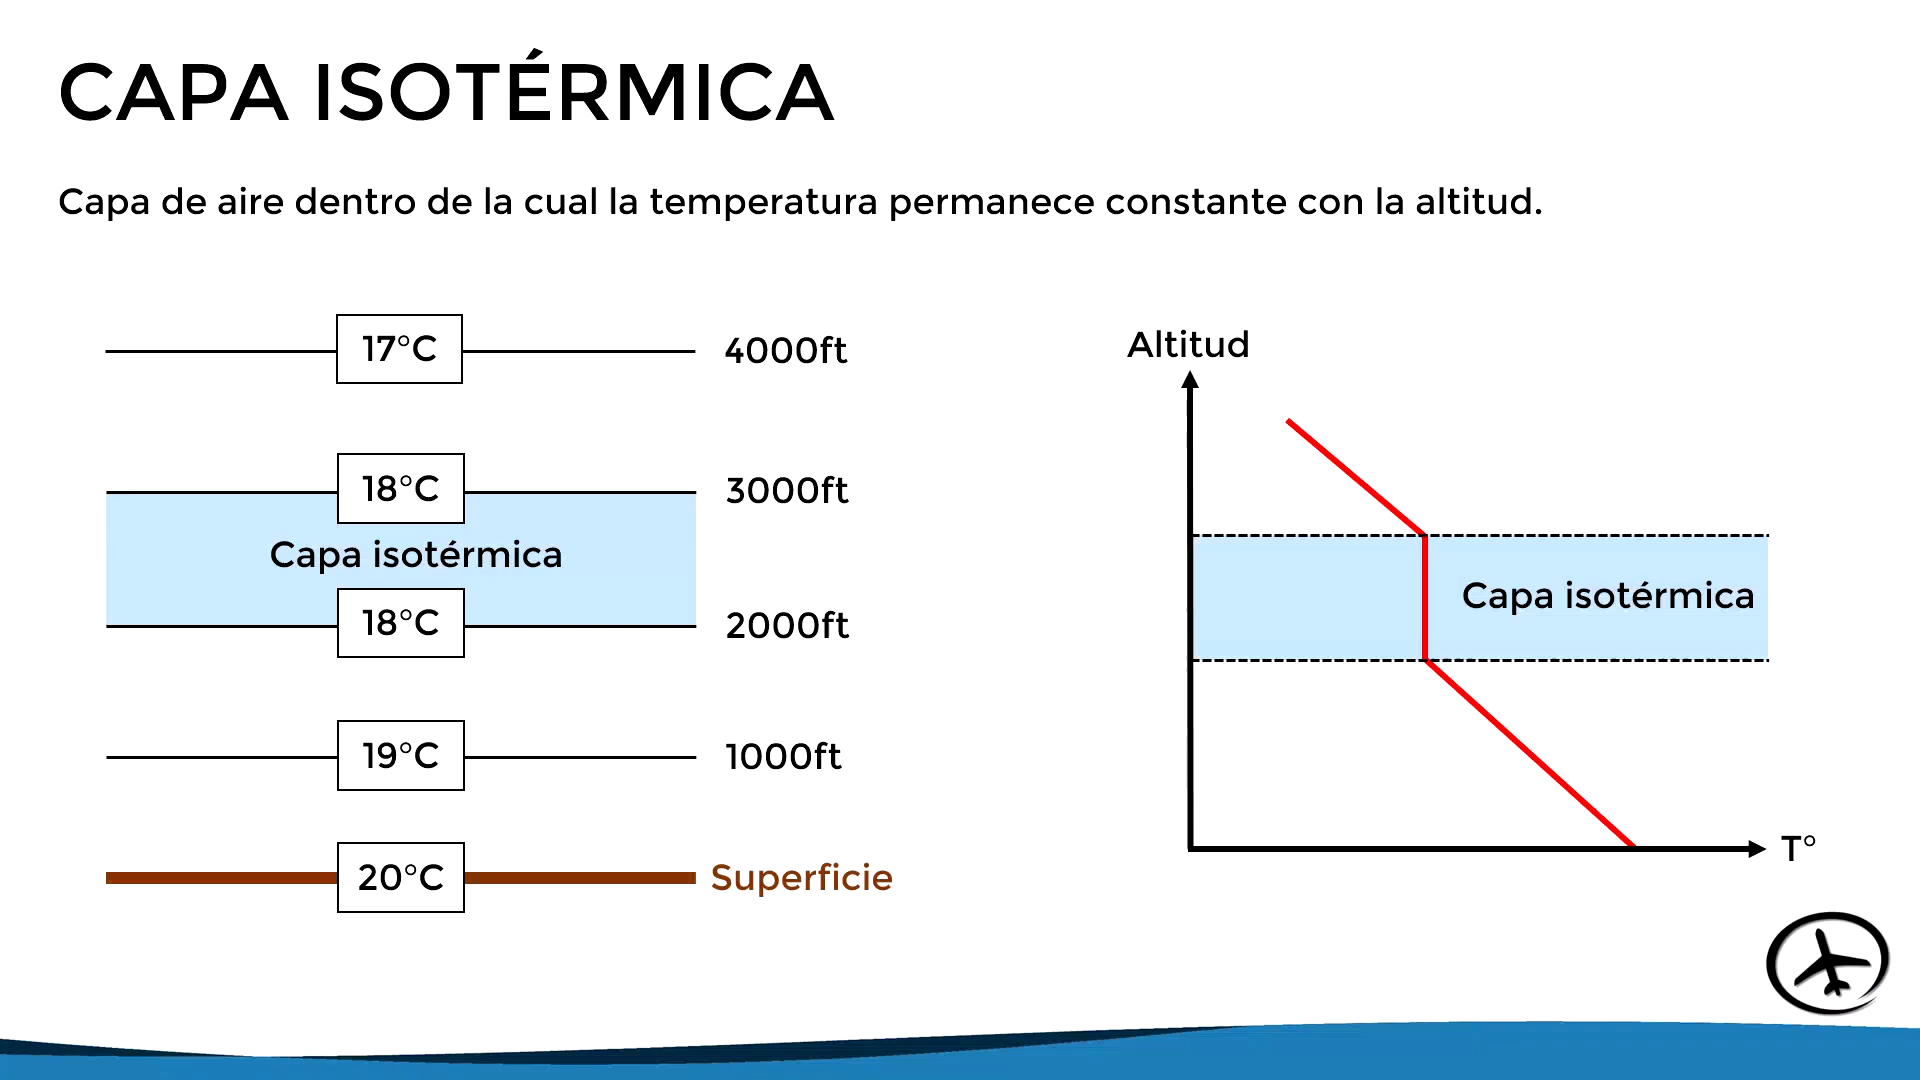 CAPA ISOTÉRMICA
Capa de aire dentro de la cual la temperatura permanece constante con la altitud.
17°C 4000ft
18°C 3000ft
Capa isotérmica
18°C 2000ft
19°C 1000ft
20°C Superficie
Altitud
Capa isotérmica
T°